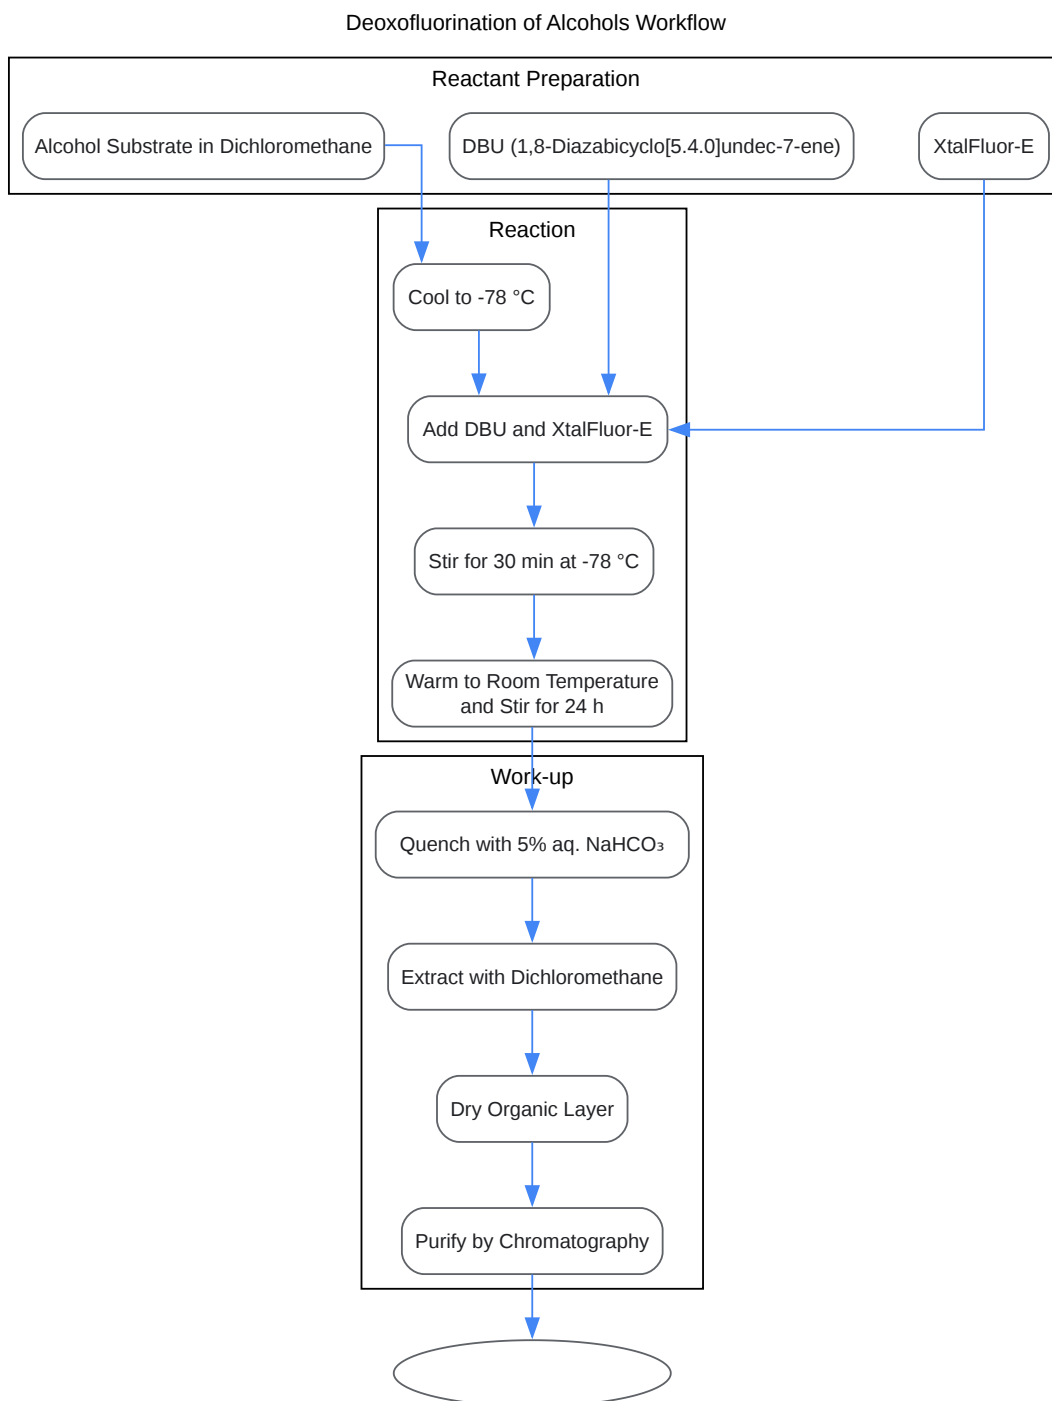 Deoxofluorination of Alcohols Workflow
Reactant Preparation
Alcohol Substrate in Dichloromethane
DBU (1,8-Diazabicyclo[5.4.0]undec-7-ene)
XtalFluor-E
Reaction
Cool to -78 °C
Add DBU and XtalFluor-E
Stir for 30 min at -78 °C
Warm to Room Temperature
and Stir for 24 h
Work-up
Quench with 5% aq. NaHCO₃
Extract with Dichloromethane
Dry Organic Layer
Purify by Chromatography